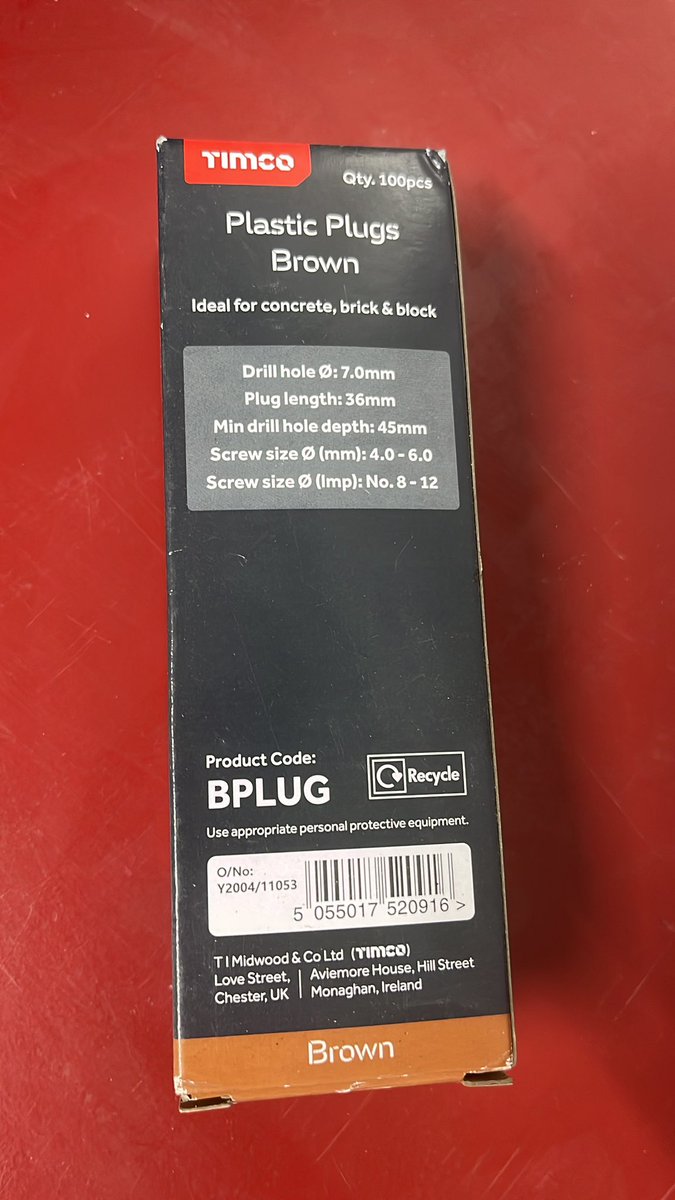 TIMCO
Qty. 100pcs
Plastic Plugs
Brown
Ideal for concrete, brick & block
Drill hole Ø: 7.0mm
Plug length: 36mm
Min drill hole depth: 45mm
Screw size Ø (mm): 4.0 - 6.0
Screw size Ø (Imp): No. 8 - 12
Product Code:
BPLUG
Recycle
Use appropriate personal protective equipment.
O/No:
Y2004/11053
5 055017 520916 >
T I Midwood & Co Ltd (TIMCO)
Love Street,
Chester, UK
Aviemore House, Hill Street
Monaghan, Ireland
Brown